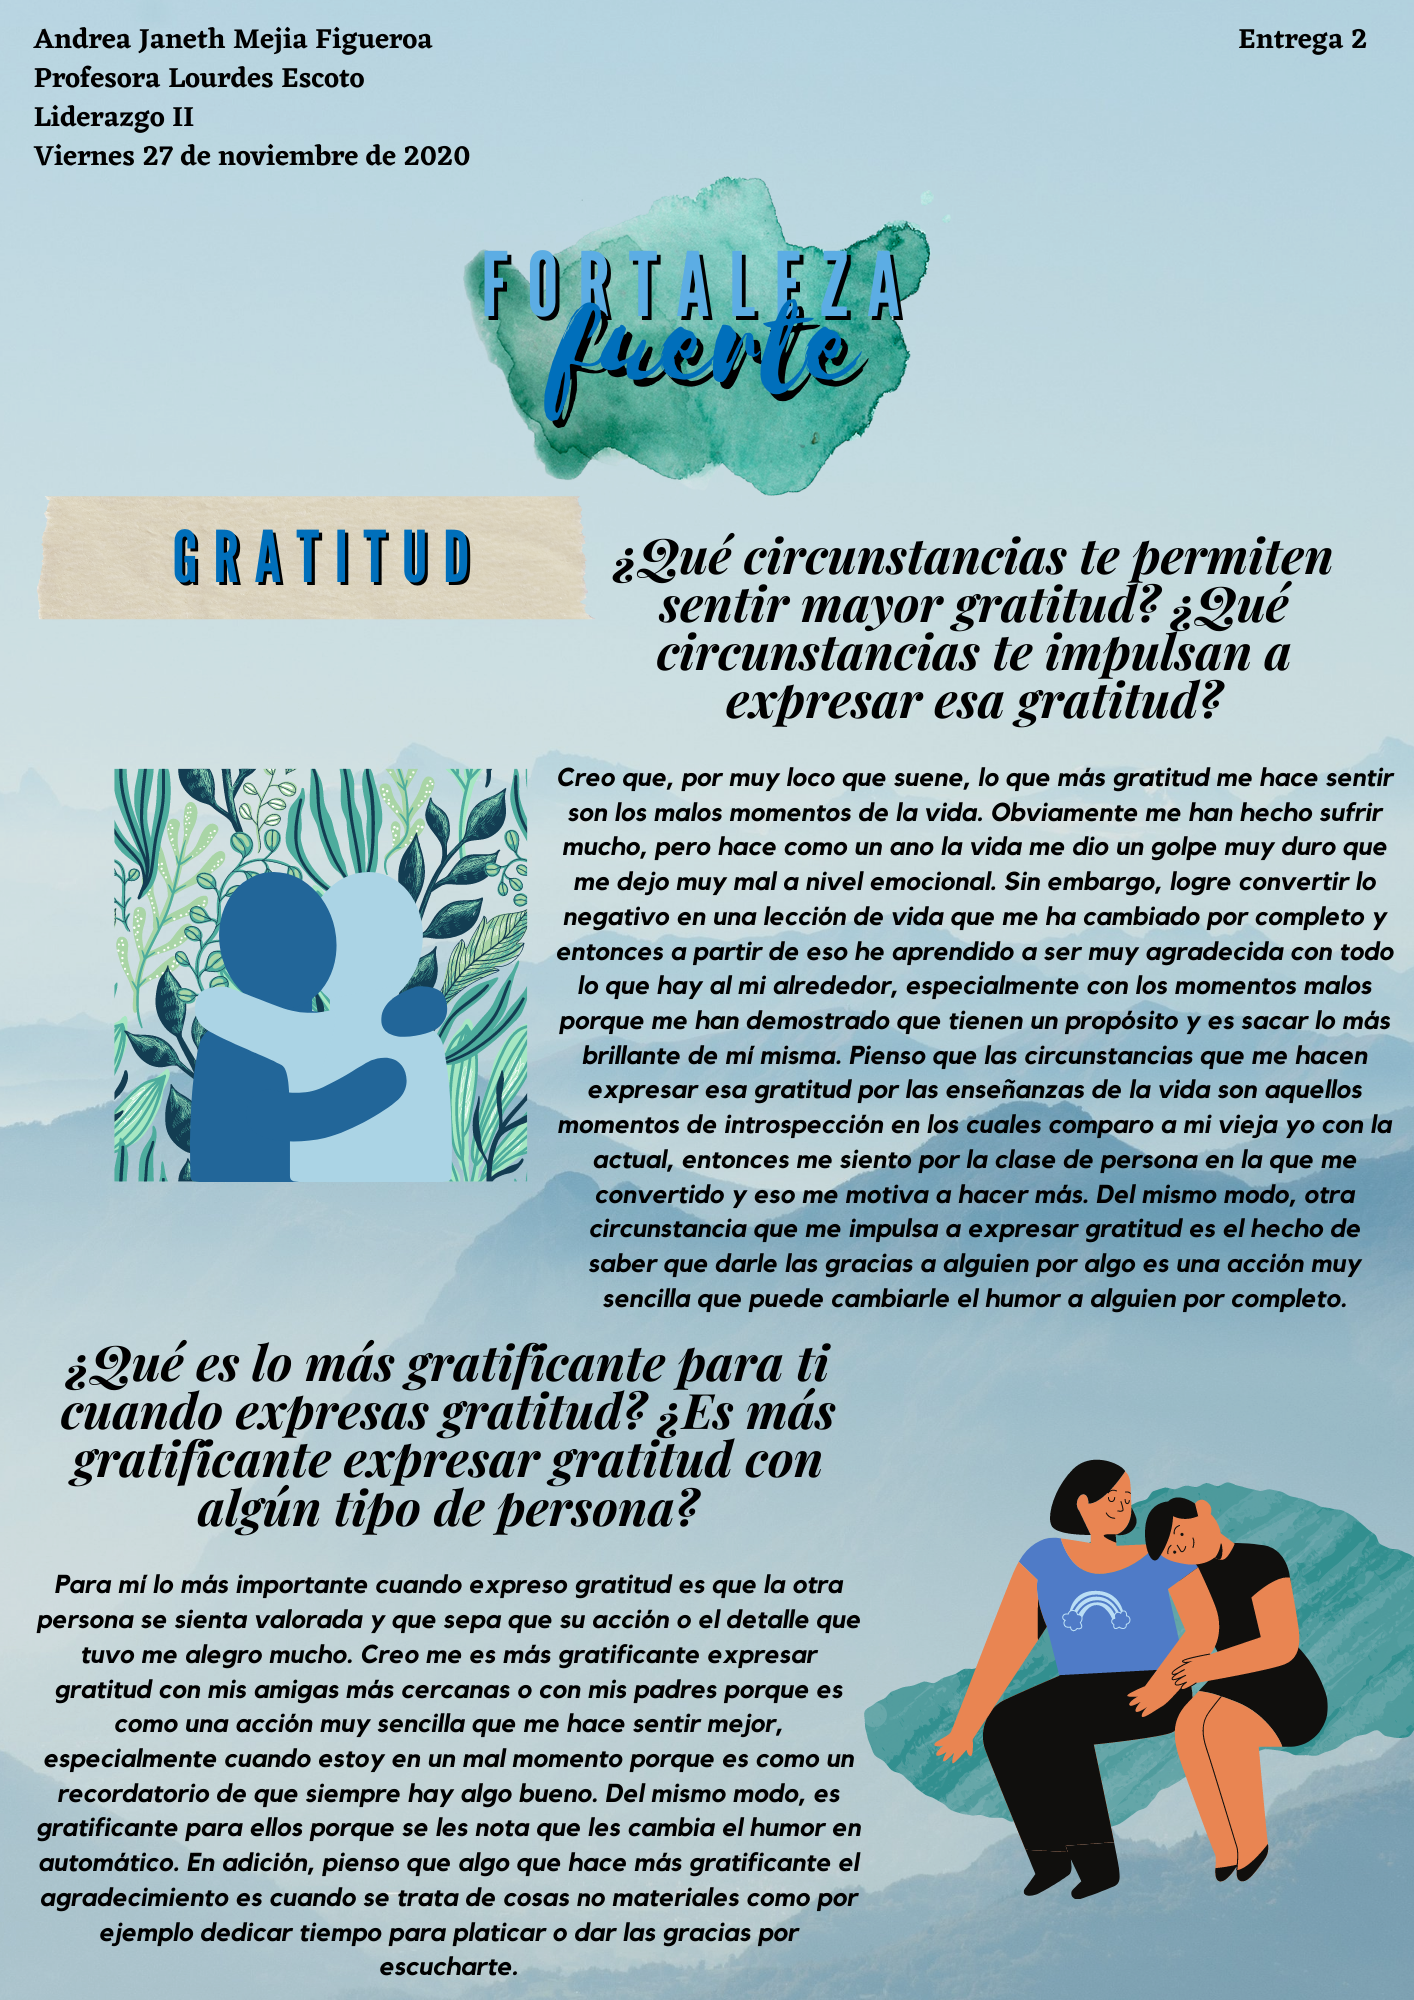 Andrea Janeth Mejia Figueroa
Profesora Lourdes Escoto
Liderazgo II
Viernes 27 de noviembre de 2020
Entrega 2
FORTALEZA
fuerte
GRATITUD
¿Qué circunstancias te permiten
sentir mayor gratitud? ¿Qué
circunstancias te impulsan a
expresar esa gratitud?
Creo que, por muy loco que suene, lo que más gratitud me hace sentir
son los malos momentos de la vida. Obviamente me han hecho sufrir
mucho, pero hace como un ano la vida me dio un golpe muy duro que
me dejo muy mal a nivel emocional. Sin embargo, logre convertir lo
negativo en una lección de vida que me ha cambiado por completo y
entonces a partir de eso he aprendido a ser muy agradecida con todo
lo que hay al mi alrededor, especialmente con los momentos malos
porque me han demostrado que tienen un propósito y es sacar lo más
brillante de mí misma. Pienso que las circunstancias que me hacen
expresar esa gratitud por las enseñanzas de la vida son aquellos
momentos de introspección en los cuales comparo a mi vieja yo con la
actual, entonces me siento por la clase de persona en la que me
convertido y eso me motiva a hacer más. Del mismo modo, otra
circunstancia que me impulsa a expresar gratitud es el hecho de
saber que darle las gracias a alguien por algo es una acción muy
sencilla que puede cambiarle el humor a alguien por completo.
¿Qué es lo más gratificante para ti
cuando expresas gratitud? ¿Es más
gratificante expresar gratitud con
algún tipo de persona?
Para mí lo más importante cuando expreso gratitud es que la otra
persona se sienta valorada y que sepa que su acción o el detalle que
tuvo me alegro mucho. Creo me es más gratificante expresar
gratitud con mis amigas más cercanas o con mis padres porque es
como una acción muy sencilla que me hace sentir mejor,
especialmente cuando estoy en un mal momento porque es como un
recordatorio de que siempre hay algo bueno. Del mismo modo, es
gratificante para ellos porque se les nota que les cambia el humor en
automático. En adición, pienso que algo que hace más gratificante el
agradecimiento es cuando se trata de cosas no materiales como por
ejemplo dedicar tiempo para platicar o dar las gracias por
escucharte.